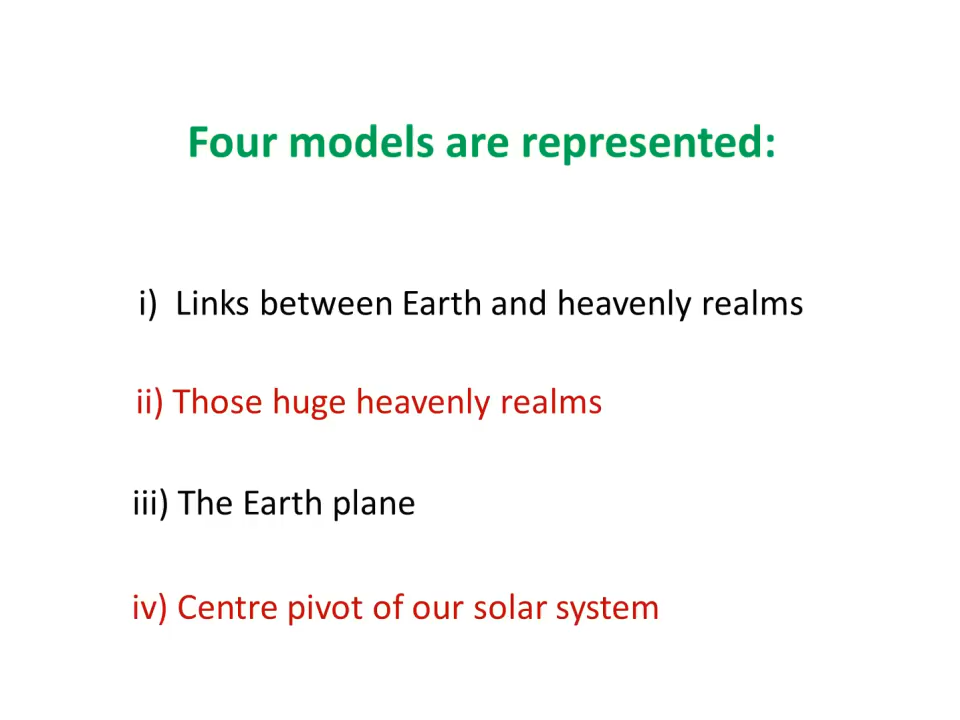 Four models are represented:
i) Links between Earth and heavenly realms
ii) Those huge heavenly realms
iii) The Earth plane
iv) Centre pivot of our solar system